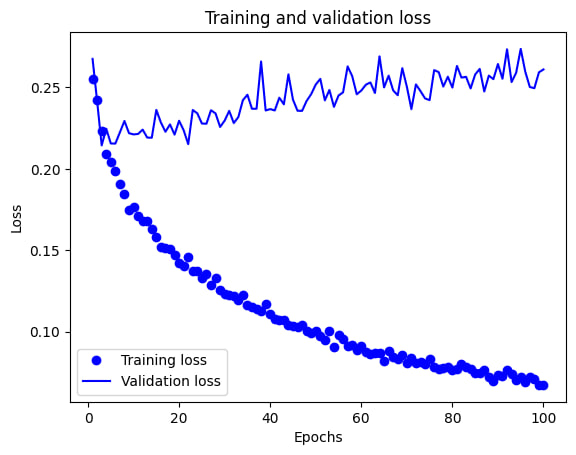 Training and validation loss
Loss
0.25
0.20
0.15
0.10
Training loss
Validation loss
0
20
40
60
80
100
Epochs